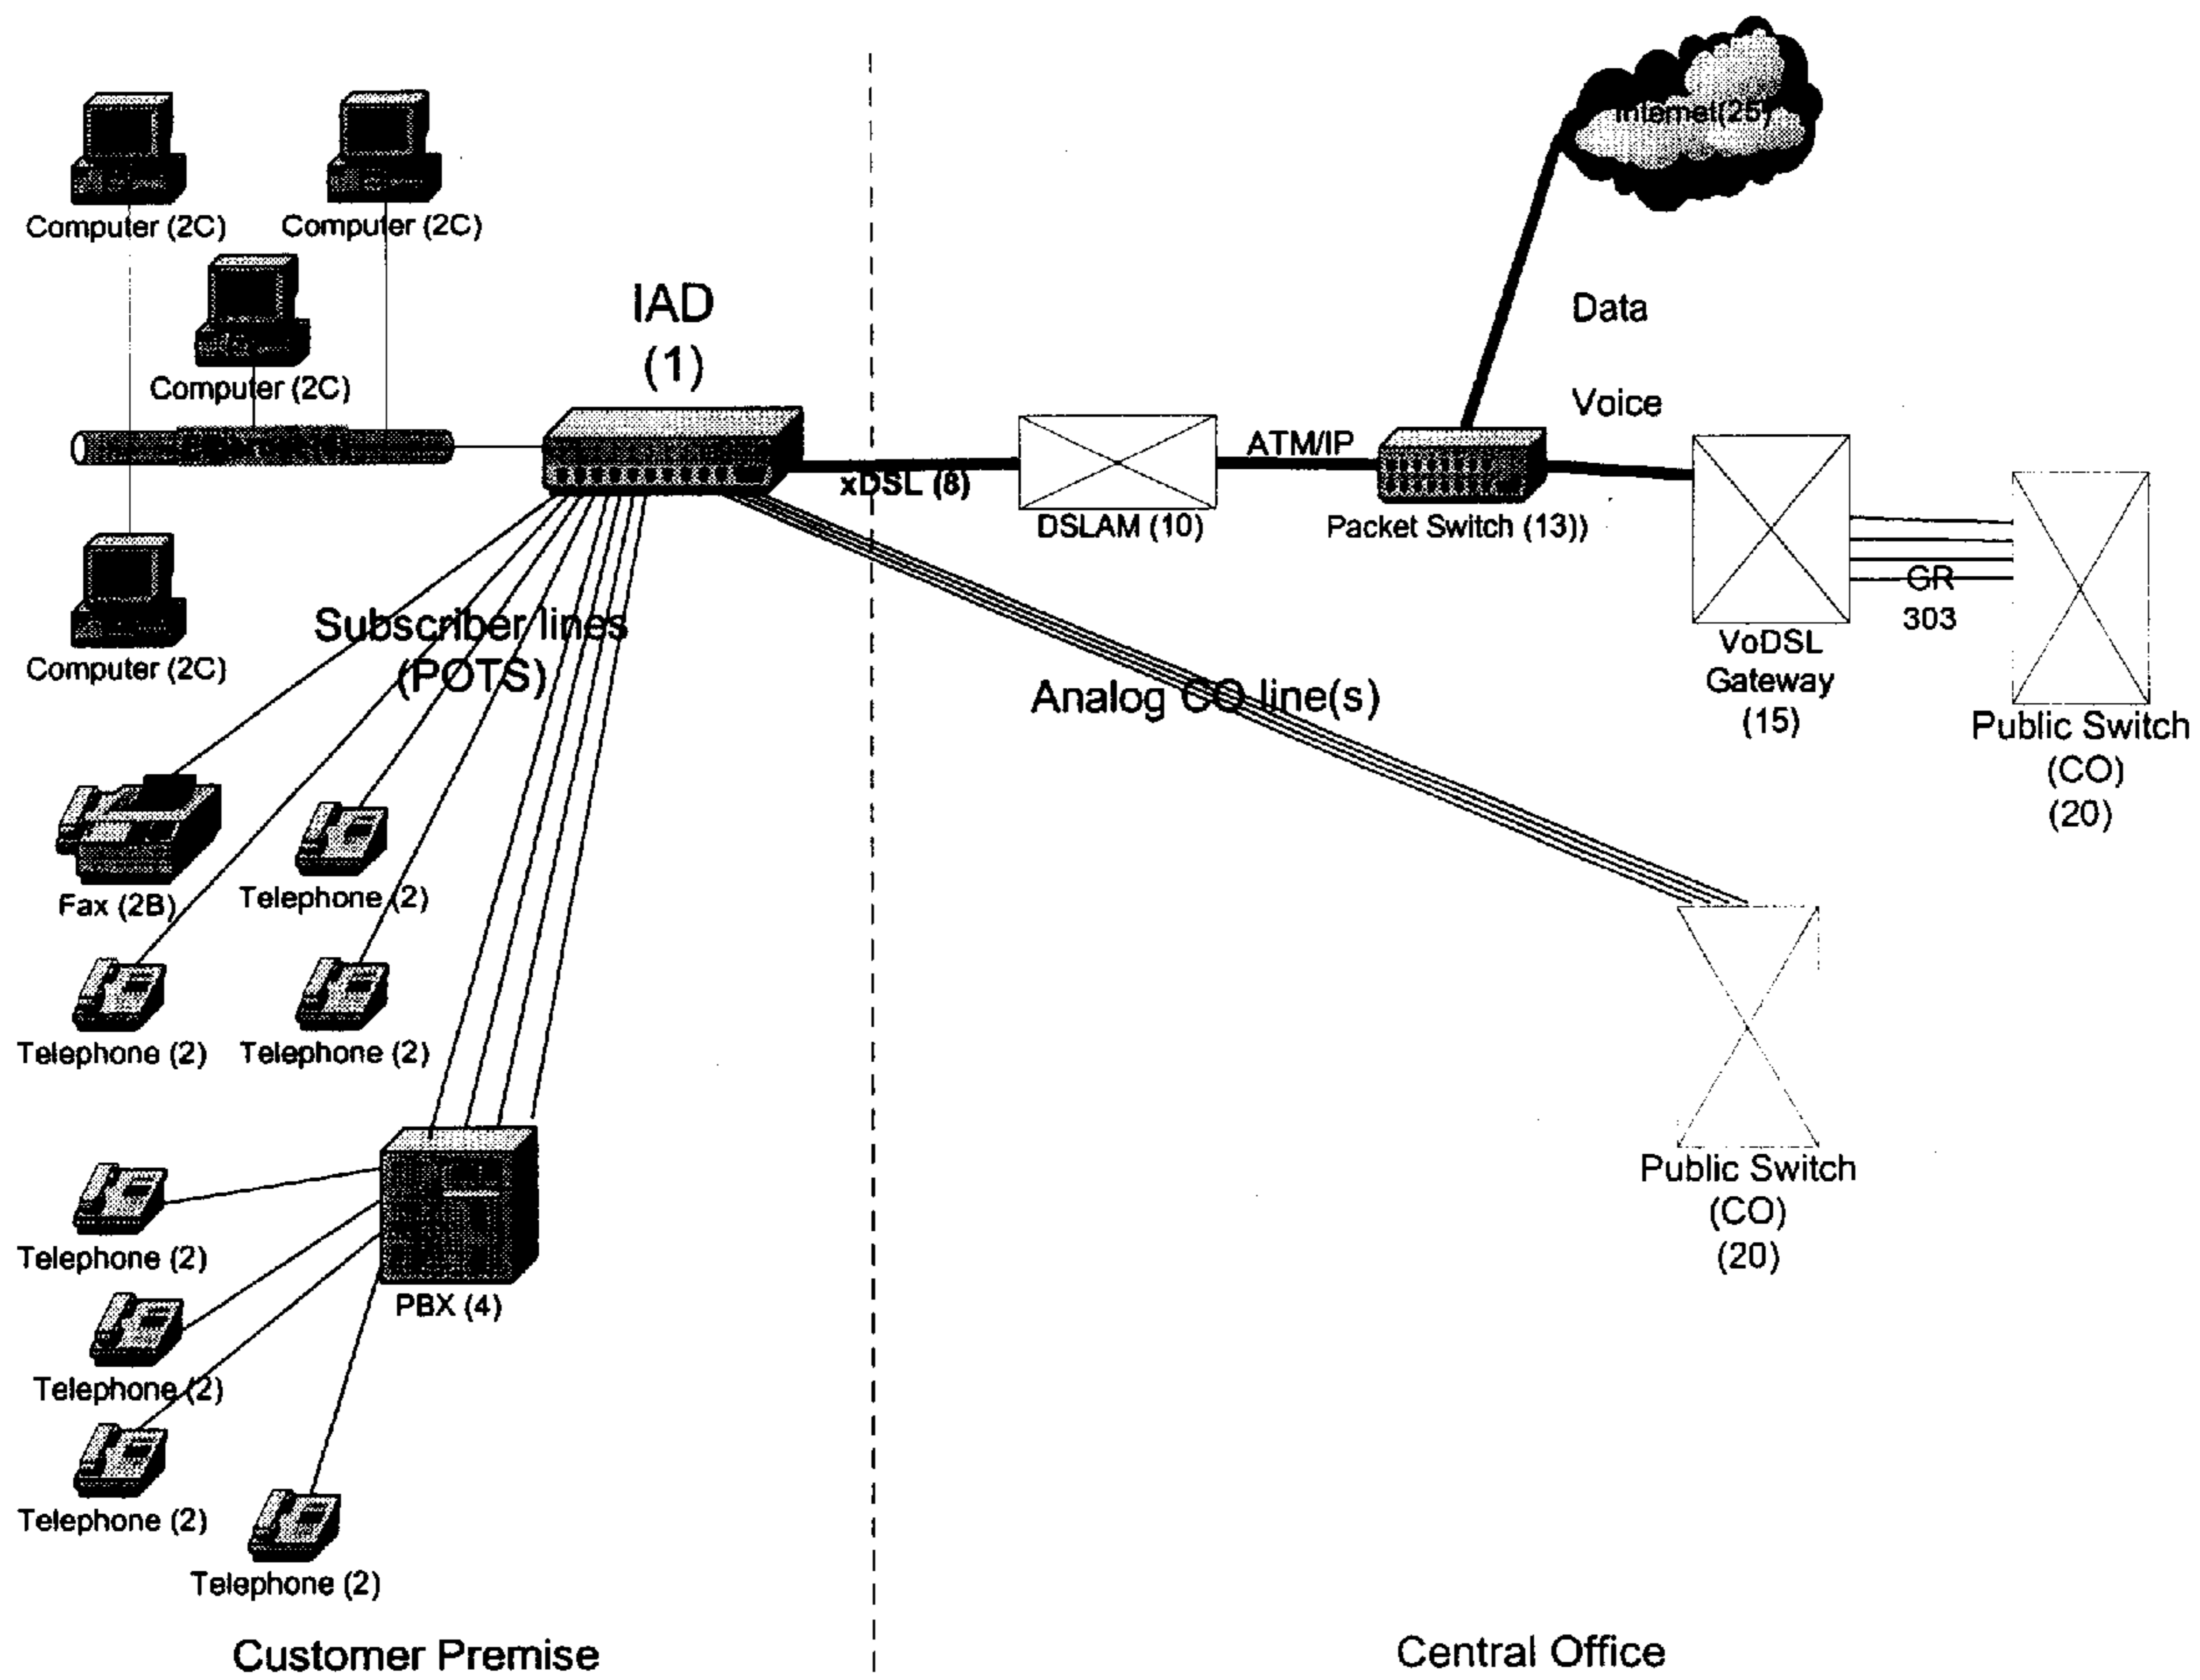 Internet(25)
Computer (2C)
Computer (2C)
Computer (2C)
IAD
(1)
Data
Voice
xDSL (8)
DSLAM (10)
ATM/IP
Packet Switch (13))
GR
303
VoDSL
Gateway
(15)
Public Switch
(CO)
(20)
Computer (2C)
Subscriber lines
(POTS)
Analog CO line(s)
Fax (2B)
Telephone (2)
Telephone (2)
Telephone (2)
Public Switch
(CO)
(20)
Telephone (2)
PBX (4)
Telephone (2)
Telephone (2)
Telephone (2)
Customer Premise
Central Office